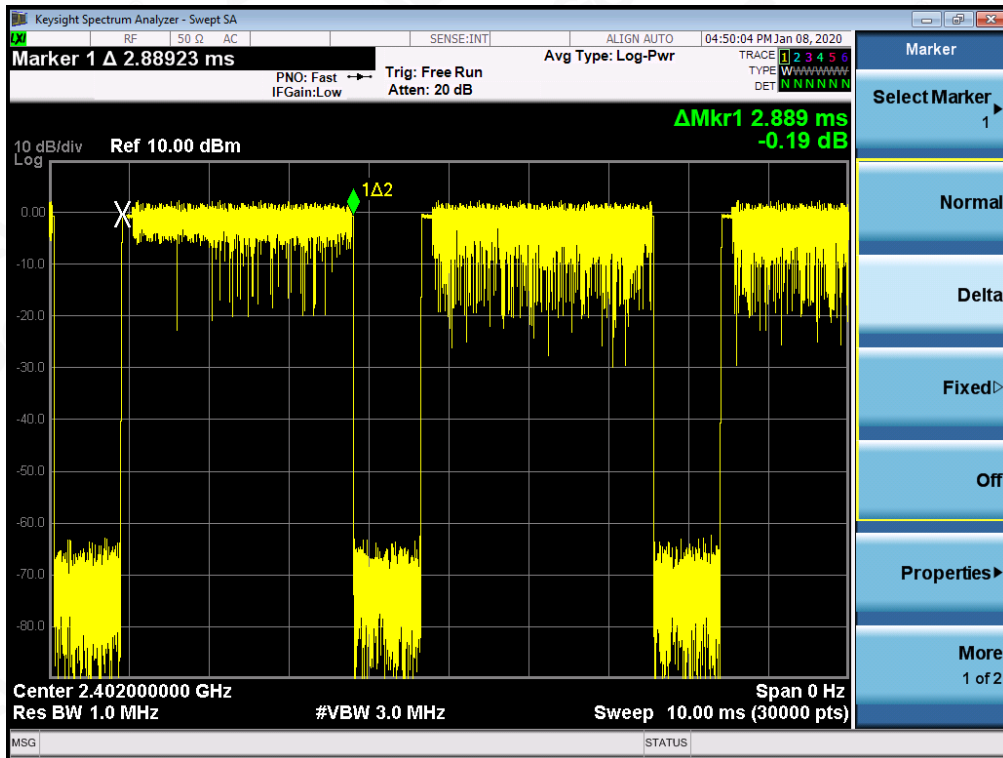 Keysight Spectrum Analyzer - Swept SA
LXI RF 50 Ω AC SENSE:INT ALIGN AUTO 04:50:04 PM Jan 08, 2020
Marker 1 Δ 2.88923 ms
PNO: Fast
IFGain:Low
Trig: Free Run
Atten: 20 dB
Avg Type: Log-Pwr
TRACE 1 2 3 4 5 6
TYPE W W W W W W
DET N N N N N N
ΔMkr1 2.889 ms
-0.19 dB
10 dB/div Ref 10.00 dBm
Log
1Δ2
0.00
-10.0
-20.0
-30.0
-40.0
-50.0
-60.0
-70.0
-80.0
Center 2.402000000 GHz Span 0 Hz
Res BW 1.0 MHz #VBW 3.0 MHz Sweep 10.00 ms (30000 pts)
MSG STATUS
Marker
Select Marker
1
Normal
Delta
Fixed
Off
Properties
More
1 of 2